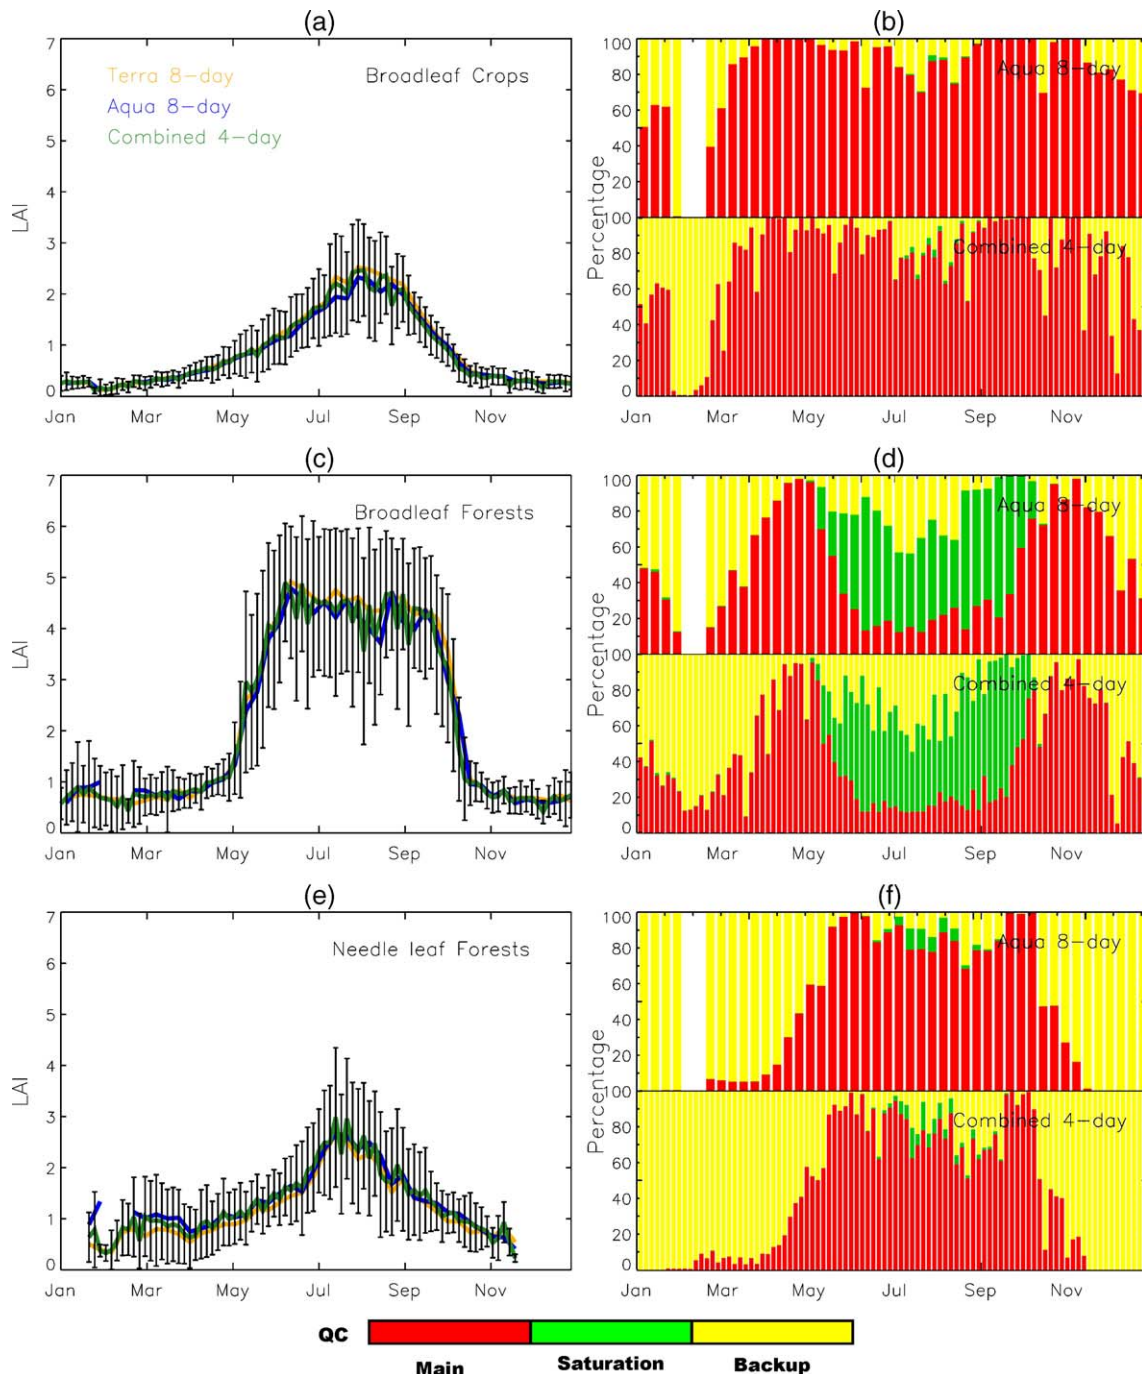 (a)
7
6
5
4
3
2
1
0
LAI
Terra 8-day
Aqua 8-day
Combined 4-day
Broadleaf Crops
Jan Mar May Jul Sep Nov
(b)
100
80
60
40
20
100
80
60
40
20
0
Percentage
Aqua 8-day
Combined 4-day
Jan Mar May Jul Sep Nov
(c)
7
6
5
4
3
2
1
0
LAI
Broadleaf Forests
Jan Mar May Jul Sep Nov
(d)
100
80
60
40
20
100
80
60
40
20
0
Percentage
Aqua 8-day
Combined 4-day
Jan Mar May Jul Sep Nov
(e)
7
6
5
4
3
2
1
0
LAI
Needle leaf Forests
Jan Mar May Jul Sep Nov
(f)
100
80
60
40
20
100
80
60
40
20
0
Percentage
Aqua 8-day
Combined 4-day
Jan Mar May Jul Sep Nov
QC
Main Saturation Backup